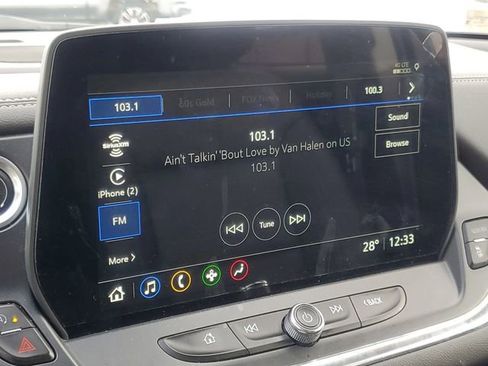 4G LTE
103.1
60s Gold
FOX News
Holiday
100.3
SiriusXM
103.1
Sound
Ain't Talkin' 'Bout Love by Van Halen on US
103.1
Browse
iPhone (2)
FM
Tune
More
28° 12:33
BACK